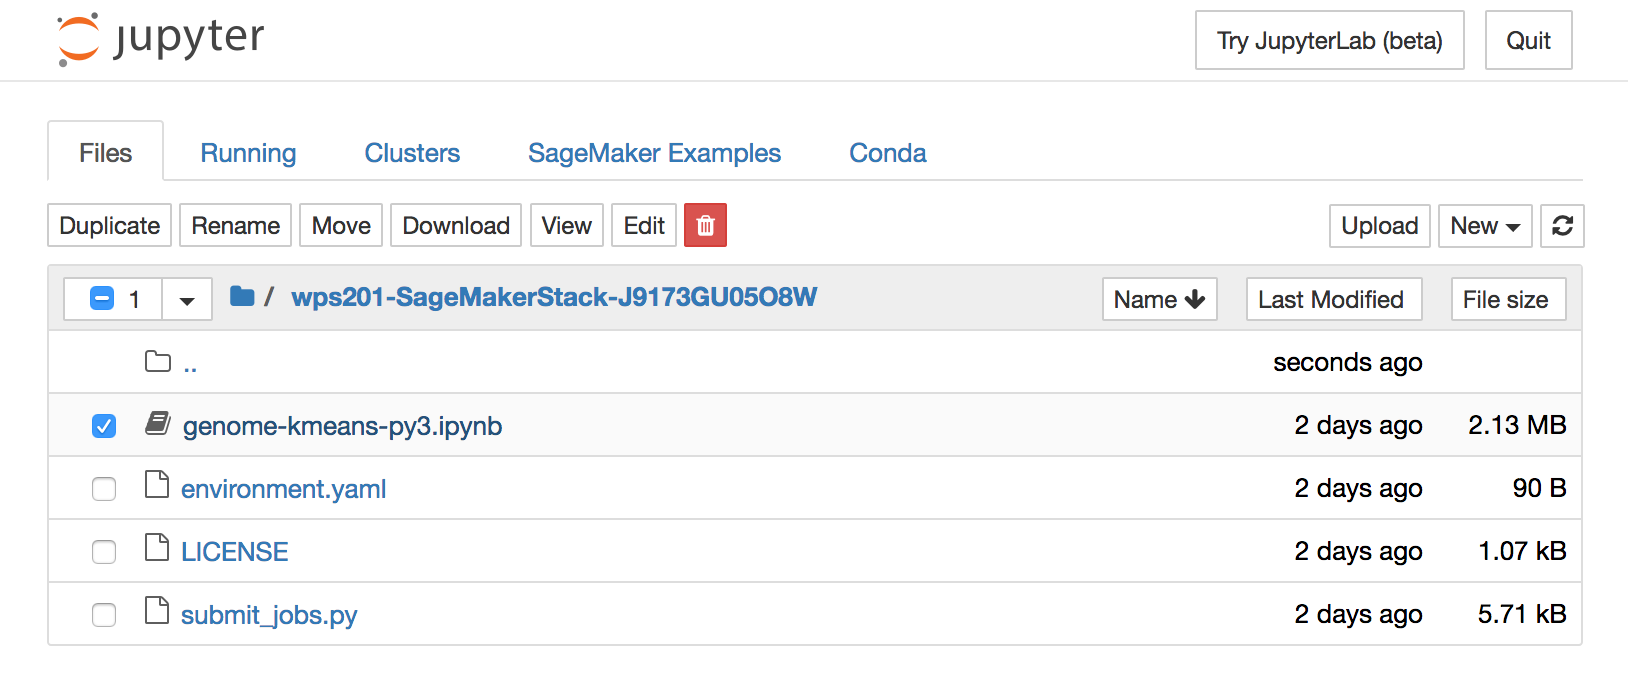 jupyter
Try JupyterLab (beta) Quit
Files Running Clusters SageMaker Examples Conda
Duplicate Rename Move Download View Edit Upload New
1 / wps201-SageMakerStack-J9173GU05O8W Name Last Modified File size
.. seconds ago
genome-kmeans-py3.ipynb 2 days ago 2.13 MB
environment.yaml 2 days ago 90 B
LICENSE 2 days ago 1.07 kB
submit_jobs.py 2 days ago 5.71 kB